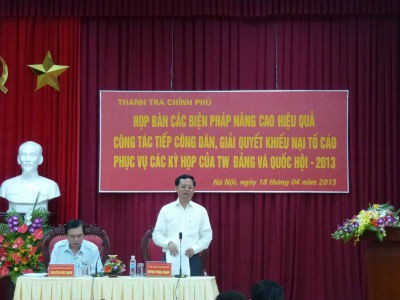 THANH TRA CHÍNH PHỦ
HỌP BÀN CÁC BIỆN PHÁP NÂNG CAO HIỆU QUẢ
CÔNG TÁC TIẾP CÔNG DÂN, GIẢI QUYẾT KHIẾU NẠI TỐ CÁO
PHỤC VỤ CÁC KỲ HỌP CỦA TW ĐẢNG VÀ QUỐC HỘI - 2013
Hà Nội, ngày 18 tháng 04 năm 2013